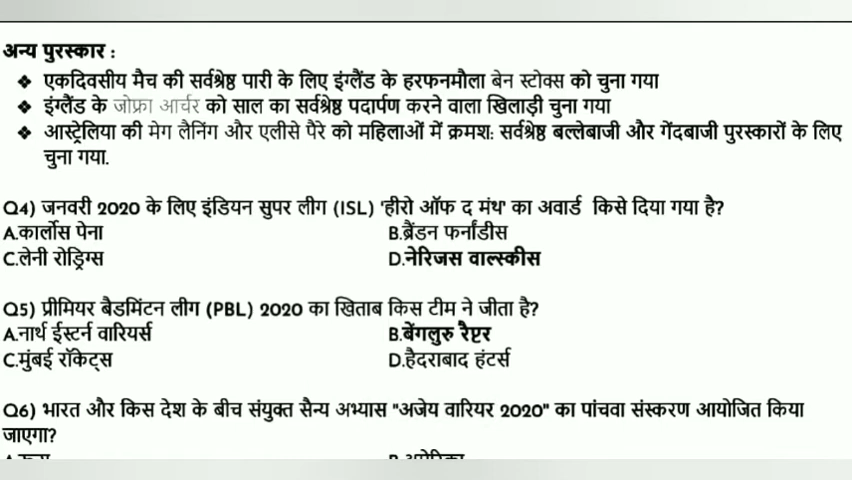 अन्य पुरस्कार :
❖ एकदिवसीय मैच की सर्वश्रेष्ठ पारी के लिए इंग्लैंड के हरफनमौला बेन स्टोक्स को चुना गया
❖ इंग्लैंड के जोफ्रा आर्चर को साल का सर्वश्रेष्ठ पदार्पण करने वाला खिलाड़ी चुना गया
❖ आस्ट्रेलिया की मेग लैनिंग और एलीसे पैरे को महिलाओं में क्रमश: सर्वश्रेष्ठ बल्लेबाजी और गेंदबाजी पुरस्कारों के लिए
चुना गया.
Q4) जनवरी 2020 के लिए इंडियन सुपर लीग (ISL) 'हीरो ऑफ द मंथ' का अवार्ड किसे दिया गया है?
A.कार्लोस पेना B.ब्रैंडन फर्नांडीस
C.लेनी रोड्रिग्स D.नेरिजस वाल्स्कीस
Q5) प्रीमियर बैडमिंटन लीग (PBL) 2020 का खिताब किस टीम ने जीता है?
A.नार्थ ईस्टर्न वारियर्स B.बेंगलुरु रैप्टर
C.मुंबई रॉकेट्स D.हैदराबाद हंटर्स
Q6) भारत और किस देश के बीच संयुक्त सैन्य अभ्यास "अजेय वारियर 2020" का पांचवा संस्करण आयोजित किया
जाएगा?